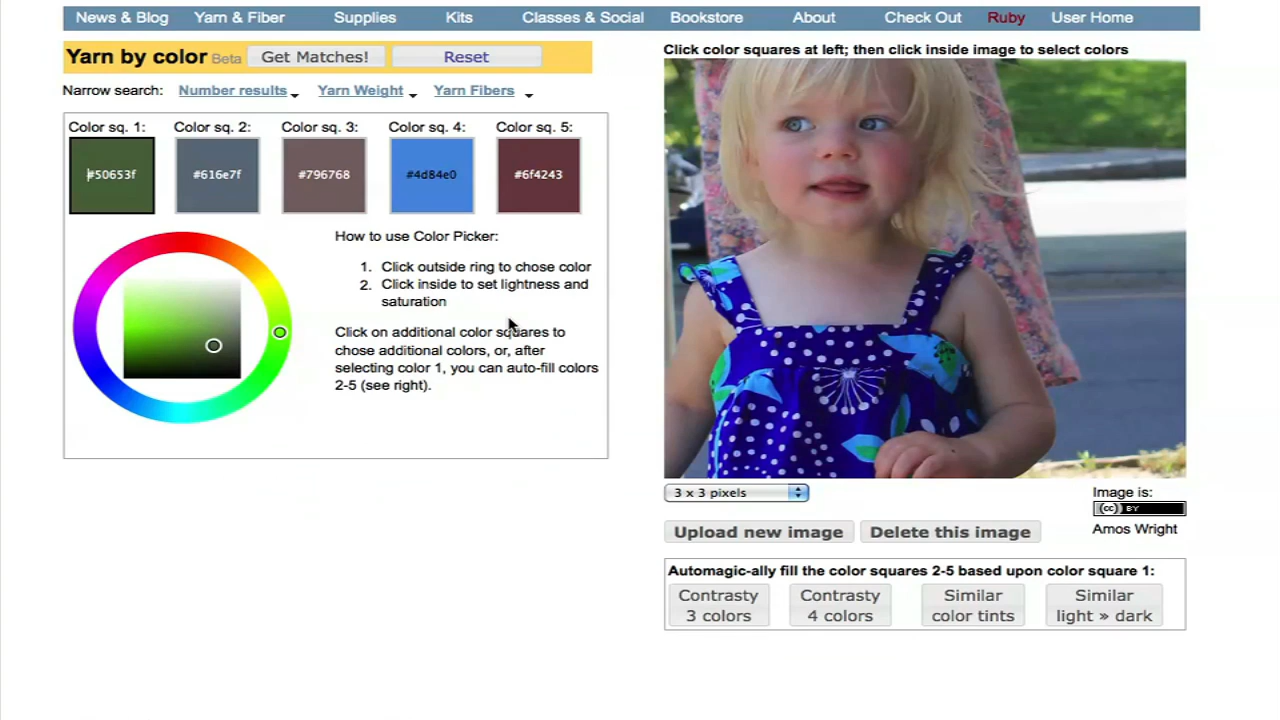 News & Blog Yarn & Fiber Supplies Kits Classes & Social Bookstore About Check Out Ruby User Home
Yarn by color Beta Get Matches! Reset
Narrow search: Number results Yarn Weight Yarn Fibers
Color sq. 1: Color sq. 2: Color sq. 3: Color sq. 4: Color sq. 5:
#50653f #616e7f #796768 #4d84e0 #6f4243
How to use Color Picker:
1. Click outside ring to chose color
2. Click inside to set lightness and
saturation
Click on additional color squares to
chose additional colors, or, after
selecting color 1, you can auto-fill colors
2-5 (see right).
Click color squares at left; then click inside image to select colors
3 x 3 pixels
Image is:
cc BY
Amos Wright
Upload new image Delete this image
Automagic-ally fill the color squares 2-5 based upon color square 1:
Contrasty
3 colors
Contrasty
4 colors
Similar
color tints
Similar
light » dark